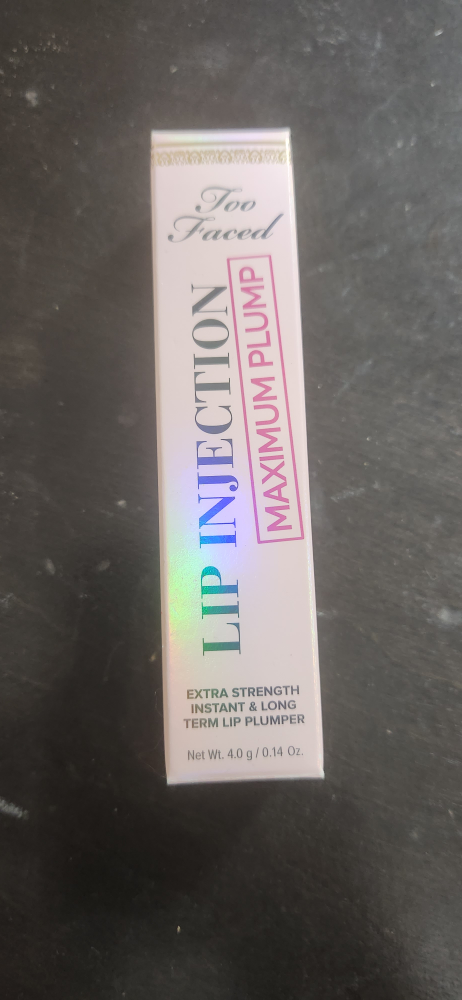 Too
Faced
LIP INJECTION
MAXIMUM PLUMP
EXTRA STRENGTH
INSTANT & LONG
TERM LIP PLUMPER
Net Wt. 4.0 g / 0.14 Oz.